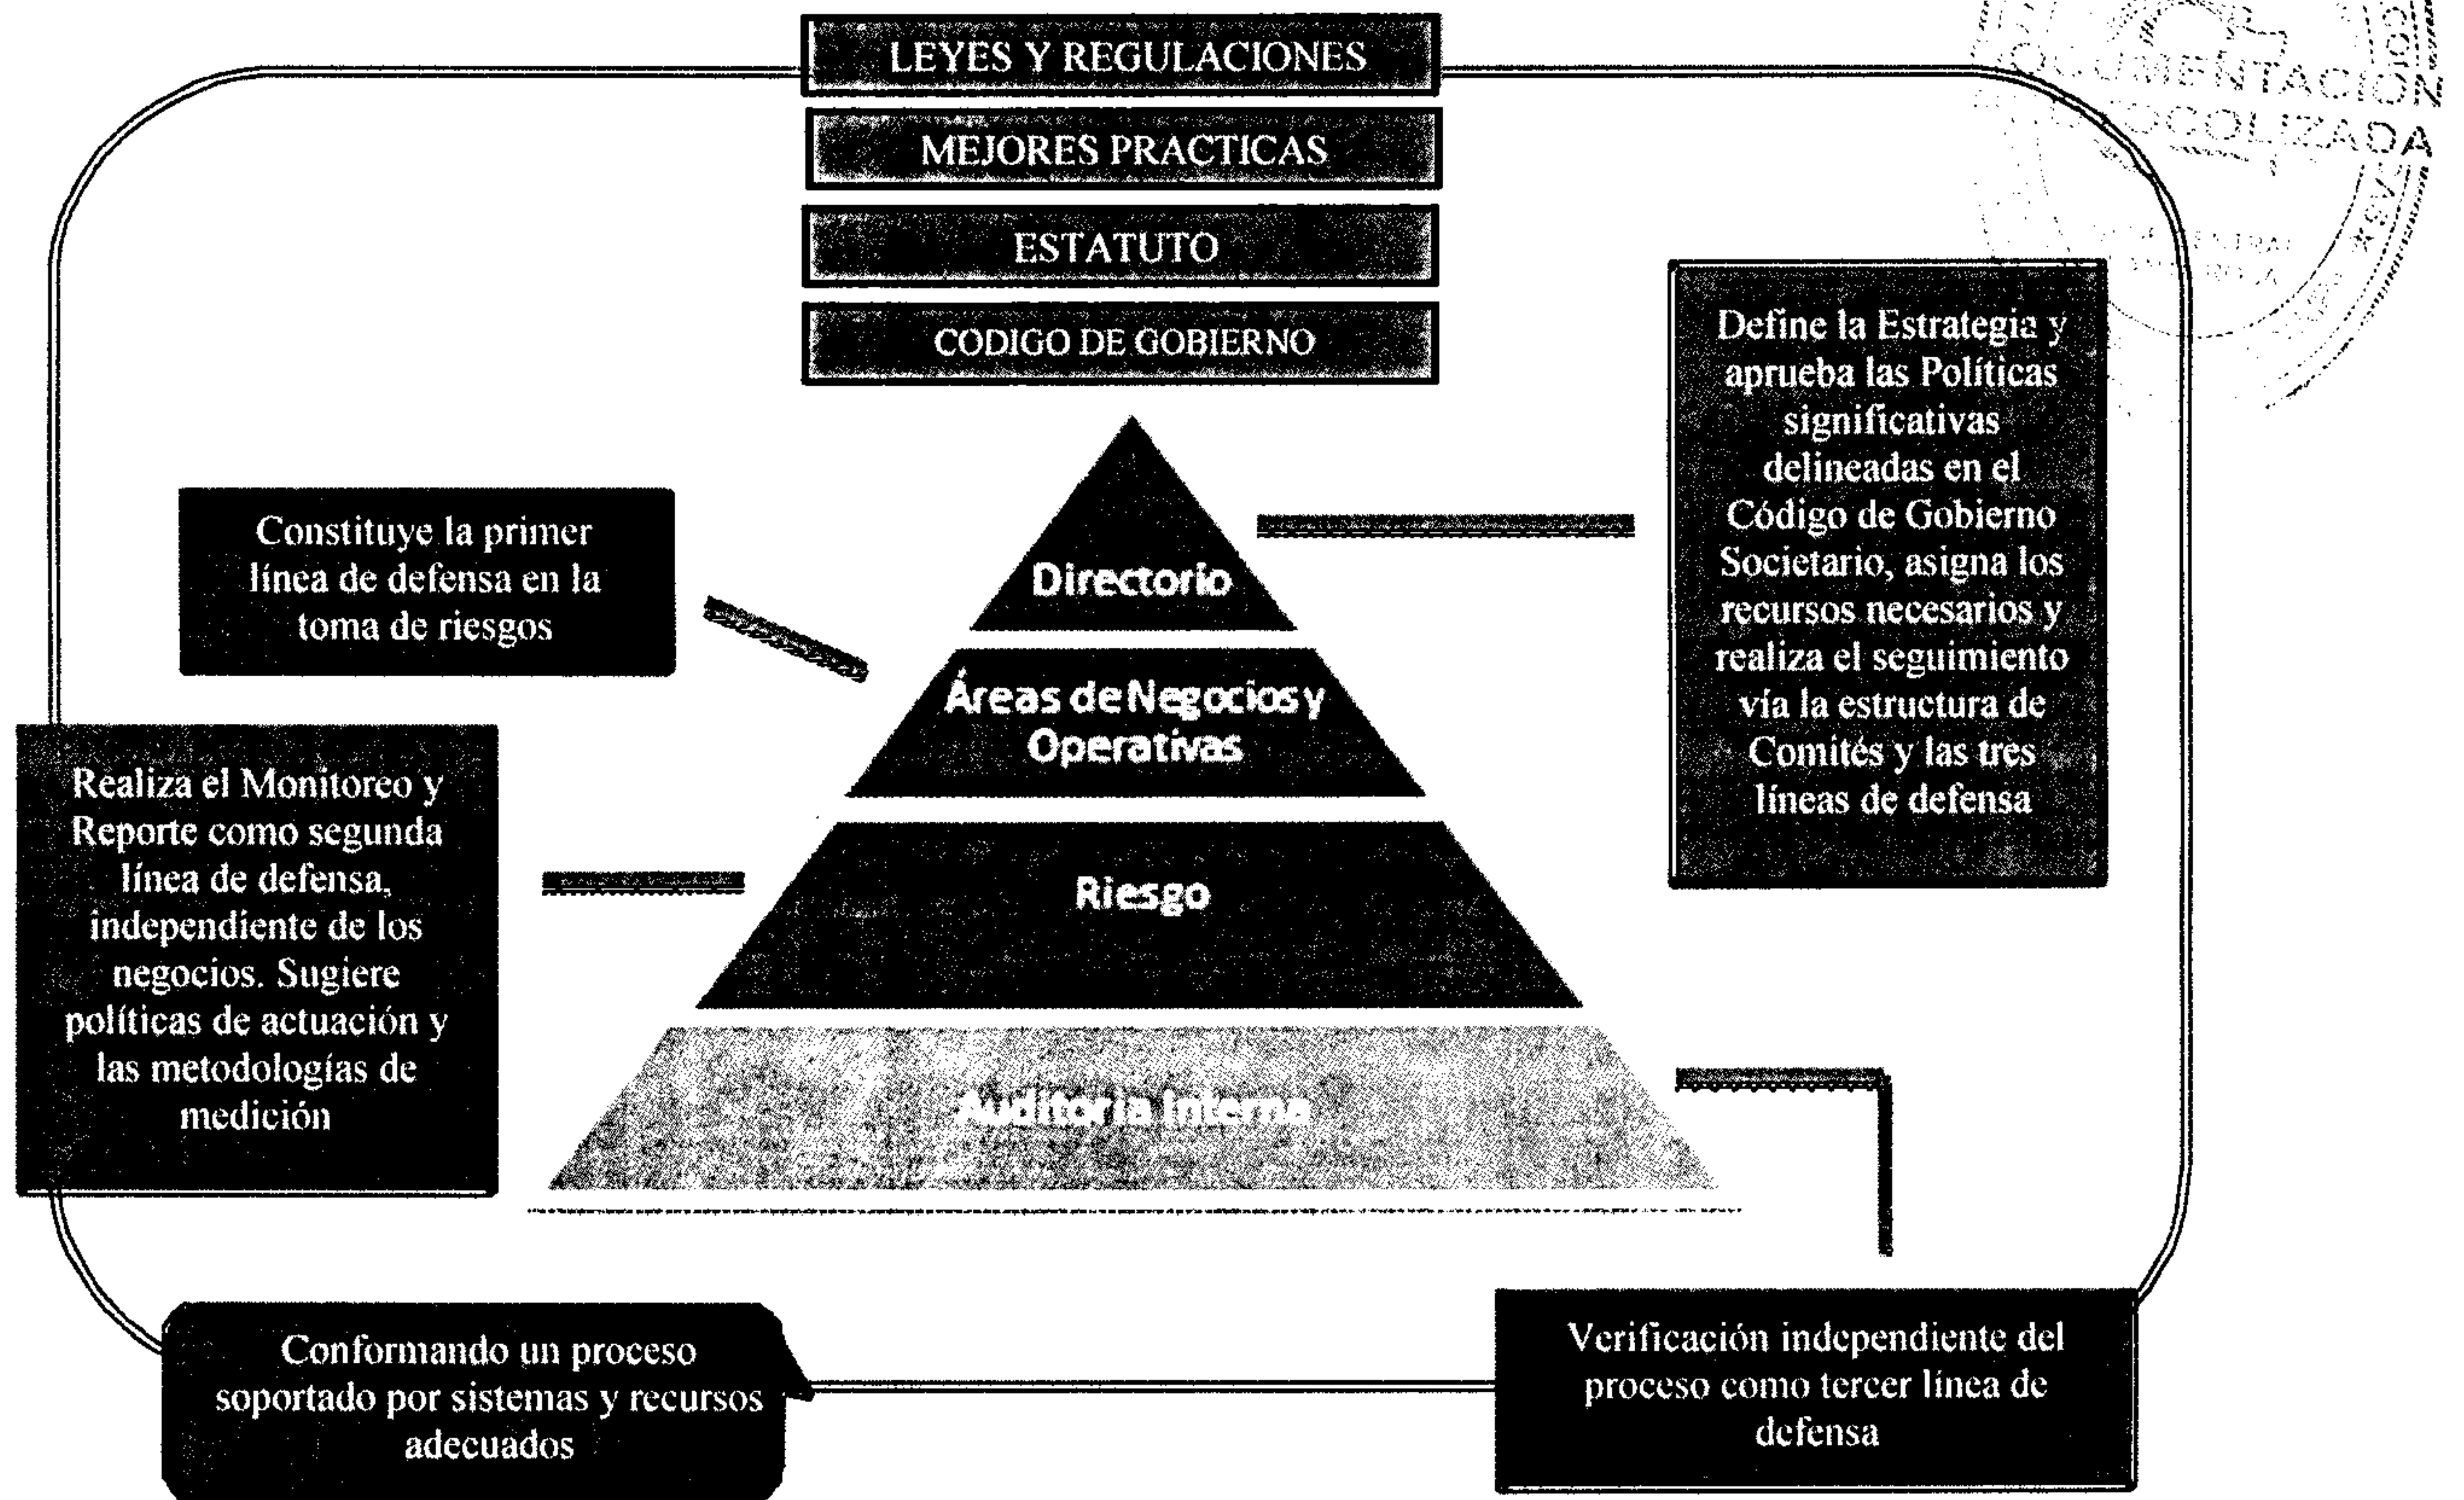 LEYES Y REGULACIONES
MEJORES PRACTICAS
ESTATUTO
CODIGO DE GOBIERNO
Define la Estrategia y
aprueba las Políticas
significativas
delineadas en el
Código de Gobierno
Societario, asigna los
recursos necesarios y
realiza el seguimiento
vía la estructura de
Comités y las tres
líneas de defensa
Constituye la primer
línea de defensa en la
toma de riesgos
Directorio
Áreas de Negocios y
Operativas
Riesgo
Auditoria Interna
Realiza el Monitoreo y
Reporte como segunda
línea de defensa,
independiente de los
negocios. Sugiere
políticas de actuación y
las metodologías de
medición
Conformando un proceso
soportado por sistemas y recursos
adecuados
Verificación independiente del
proceso como tercer línea de
defensa